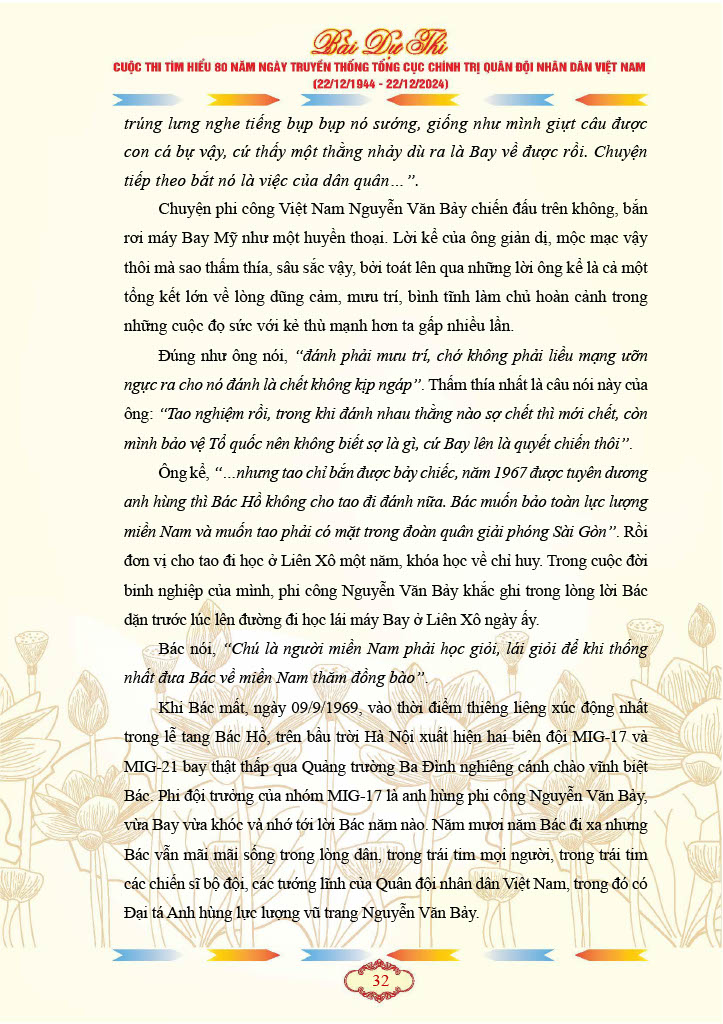 Bài Dự Thi
CUỘC THI TÌM HIỂU 80 NĂM NGÀY TRUYỀN THỐNG TỔNG CỤC CHÍNH TRỊ QUÂN ĐỘI NHÂN DÂN VIỆT NAM
(22/12/1944 - 22/12/2024)
trúng lưng nghe tiếng bụp bụp nó sướng, giống như mình giựt câu được
con cá bự vậy, cứ thấy một thằng nhảy dù ra là Bay về được rồi. Chuyện
tiếp theo bắt nó là việc của dân quân…”.
Chuyện phi công Việt Nam Nguyễn Văn Bảy chiến đấu trên không, bắn
rơi máy Bay Mỹ như một huyền thoại. Lời kể của ông giản dị, mộc mạc vậy
thôi mà sao thấm thía, sâu sắc vậy, bởi toát lên qua những lời ông kể là cả một
tổng kết lớn về lòng dũng cảm, mưu trí, bình tĩnh làm chủ hoàn cảnh trong
những cuộc đọ sức với kẻ thù mạnh hơn ta gấp nhiều lần.
Đúng như ông nói, “đánh phải mưu trí, chớ không phải liều mạng ưỡn
ngực ra cho nó đánh là chết không kịp ngáp”. Thấm thía nhất là câu nói này của
ông: “Tao nghiệm rồi, trong khi đánh nhau thằng nào sợ chết thì mới chết, còn
mình bảo vệ Tổ quốc nên không biết sợ là gì, cứ Bay lên là quyết chiến thôi”.
Ông kể, “…nhưng tao chỉ bắn được bảy chiếc, năm 1967 được tuyên dương
anh hùng thì Bác Hồ không cho tao đi đánh nữa. Bác muốn bảo toàn lực lượng
miền Nam và muốn tao phải có mặt trong đoàn quân giải phóng Sài Gòn”. Rồi
đơn vị cho tao đi học ở Liên Xô một năm, khóa học về chỉ huy. Trong cuộc đời
binh nghiệp của mình, phi công Nguyễn Văn Bảy khắc ghi trong lòng lời Bác
dặn trước lúc lên đường đi học lái máy Bay ở Liên Xô ngày ấy.
Bác nói, “Chú là người miền Nam phải học giỏi, lái giỏi để khi thống
nhất đưa Bác về miền Nam thăm đồng bào”.
Khi Bác mất, ngày 09/9/1969, vào thời điểm thiêng liêng xúc động nhất
trong lễ tang Bác Hồ, trên bầu trời Hà Nội xuất hiện hai biên đội MIG-17 và
MIG-21 bay thật thấp qua Quảng trường Ba Đình nghiêng cánh chào vĩnh biệt
Bác. Phi đội trưởng của nhóm MIG-17 là anh hùng phi công Nguyễn Văn Bảy,
vừa Bay vừa khóc và nhớ tới lời Bác năm nào. Năm mươi năm Bác đi xa nhưng
Bác vẫn mãi mãi sống trong lòng dân, trong trái tim mọi người, trong trái tim
các chiến sĩ bộ đội, các tướng lĩnh của Quân đội nhân dân Việt Nam, trong đó có
Đại tá Anh hùng lực lượng vũ trang Nguyễn Văn Bảy.
32